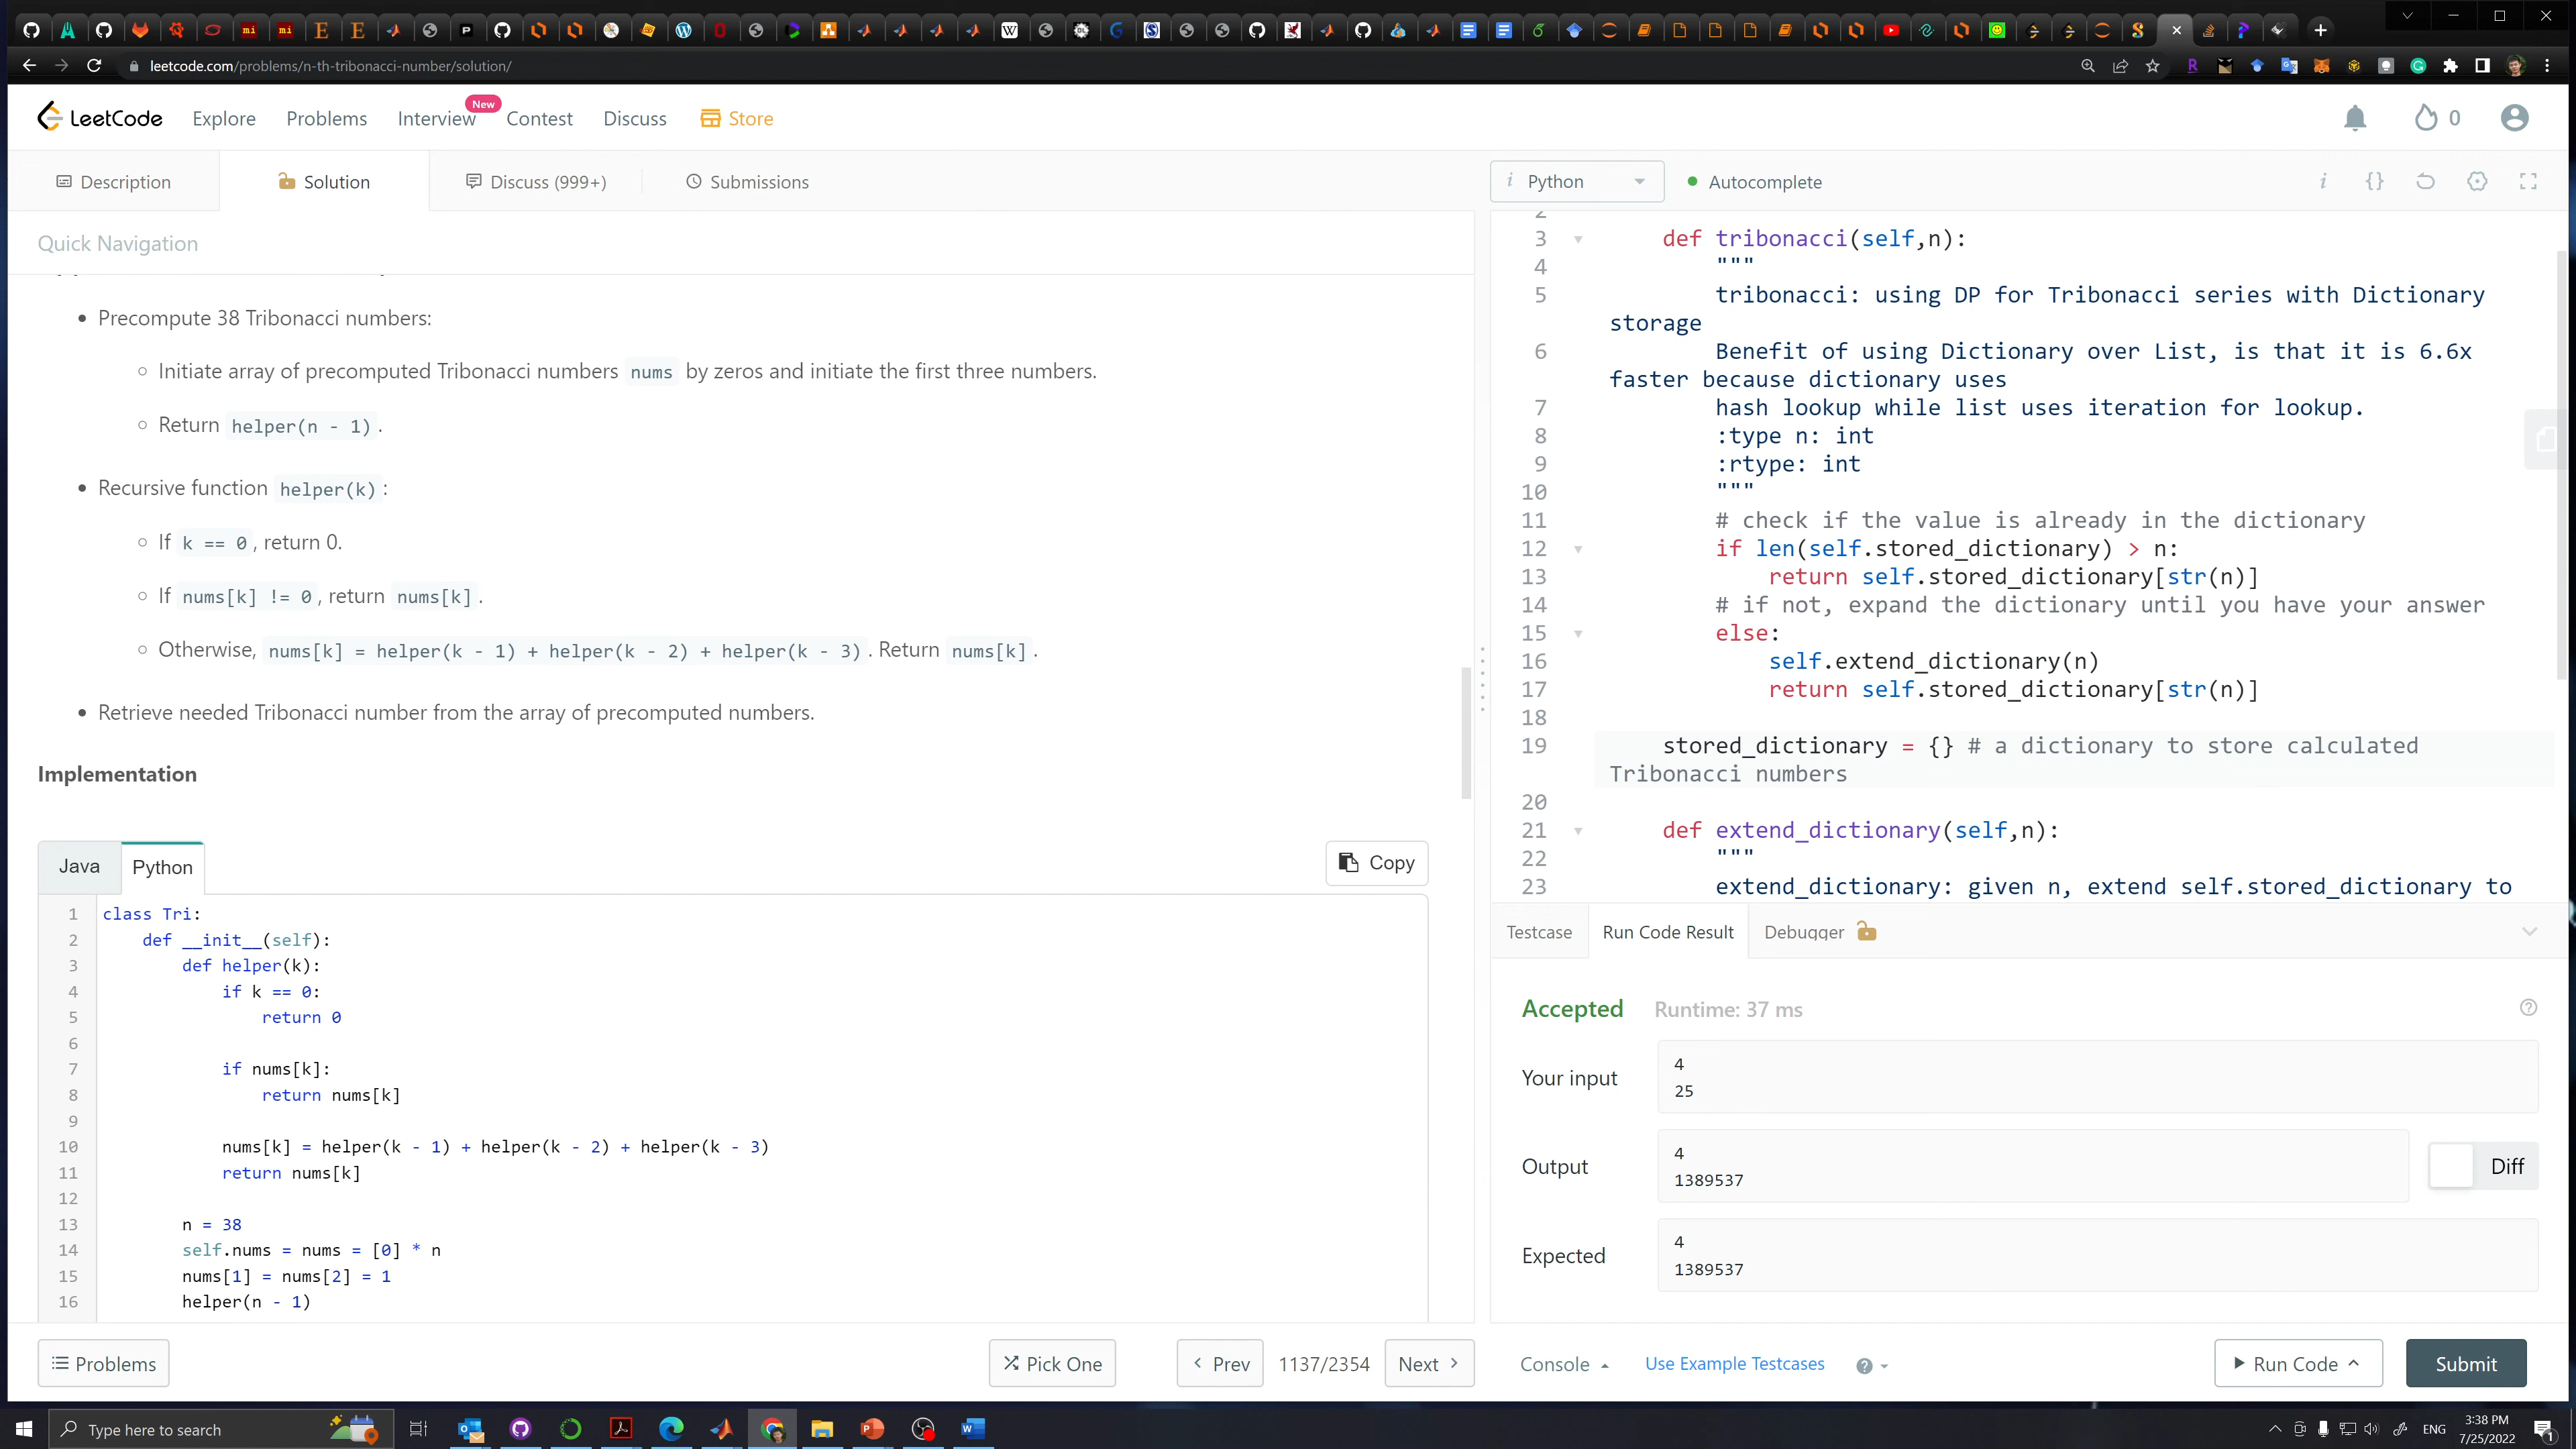 leetcode.com/problems/n-th-tribonacci-number/solution/
LeetCode
Explore
Problems
Interview
New
Contest
Discuss
Store
0
Description
Solution
Discuss (999+)
Submissions
Quick Navigation
• Precompute 38 Tribonacci numbers:
○ Initiate array of precomputed Tribonacci numbers nums by zeros and initiate the first three numbers.
○ Return helper(n - 1).
• Recursive function helper(k):
○ If k == 0, return 0.
○ If nums[k] != 0, return nums[k].
○ Otherwise, nums[k] = helper(k - 1) + helper(k - 2) + helper(k - 3). Return nums[k].
• Retrieve needed Tribonacci number from the array of precomputed numbers.
Implementation
Java
Python
Copy
1 class Tri:
2 def __init__(self):
3 def helper(k):
4 if k == 0:
5 return 0
6
7 if nums[k]:
8 return nums[k]
9
10 nums[k] = helper(k - 1) + helper(k - 2) + helper(k - 3)
11 return nums[k]
12
13 n = 38
14 self.nums = nums = [0] * n
15 nums[1] = nums[2] = 1
16 helper(n - 1)
Problems
Pick One
Prev
1137/2354
Next
i Python
Autocomplete
i {}
2
3 def tribonacci(self,n):
4 """
5 tribonacci: using DP for Tribonacci series with Dictionary
storage
6 Benefit of using Dictionary over List, is that it is 6.6x
faster because dictionary uses
7 hash lookup while list uses iteration for lookup.
8 :type n: int
9 :rtype: int
10 """
11 # check if the value is already in the dictionary
12 if len(self.stored_dictionary) > n:
13 return self.stored_dictionary[str(n)]
14 # if not, expand the dictionary until you have your answer
15 else:
16 self.extend_dictionary(n)
17 return self.stored_dictionary[str(n)]
18
19 stored_dictionary = {} # a dictionary to store calculated
Tribonacci numbers
20
21 def extend_dictionary(self,n):
22 """
23 extend_dictionary: given n, extend self.stored_dictionary to
Testcase
Run Code Result
Debugger
Accepted
Runtime: 37 ms
Your input
4
25
Output
4
1389537
Diff
Expected
4
1389537
Console
Use Example Testcases
Run Code
Submit
Type here to search
ENG
3:38 PM
7/25/2022
1